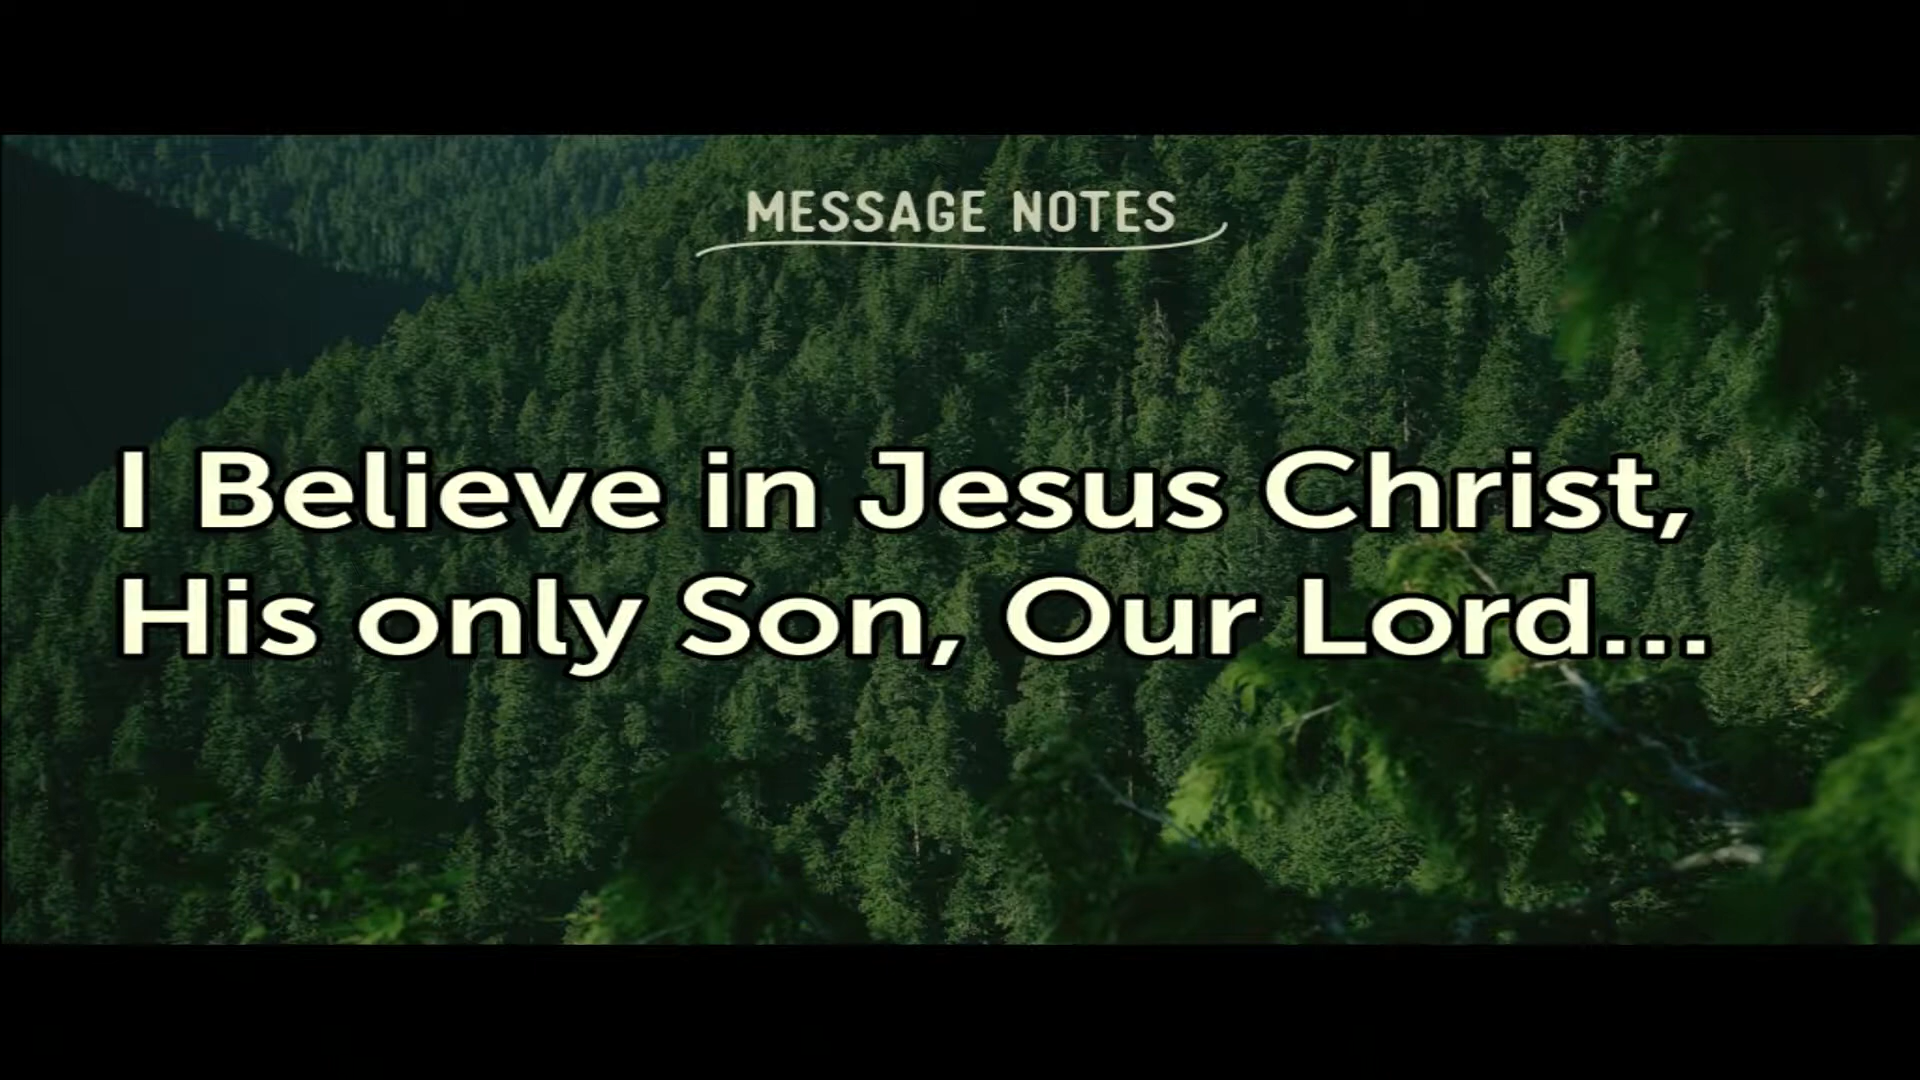 MESSAGE NOTES
I Believe in Jesus Christ,
His only Son, Our Lord...